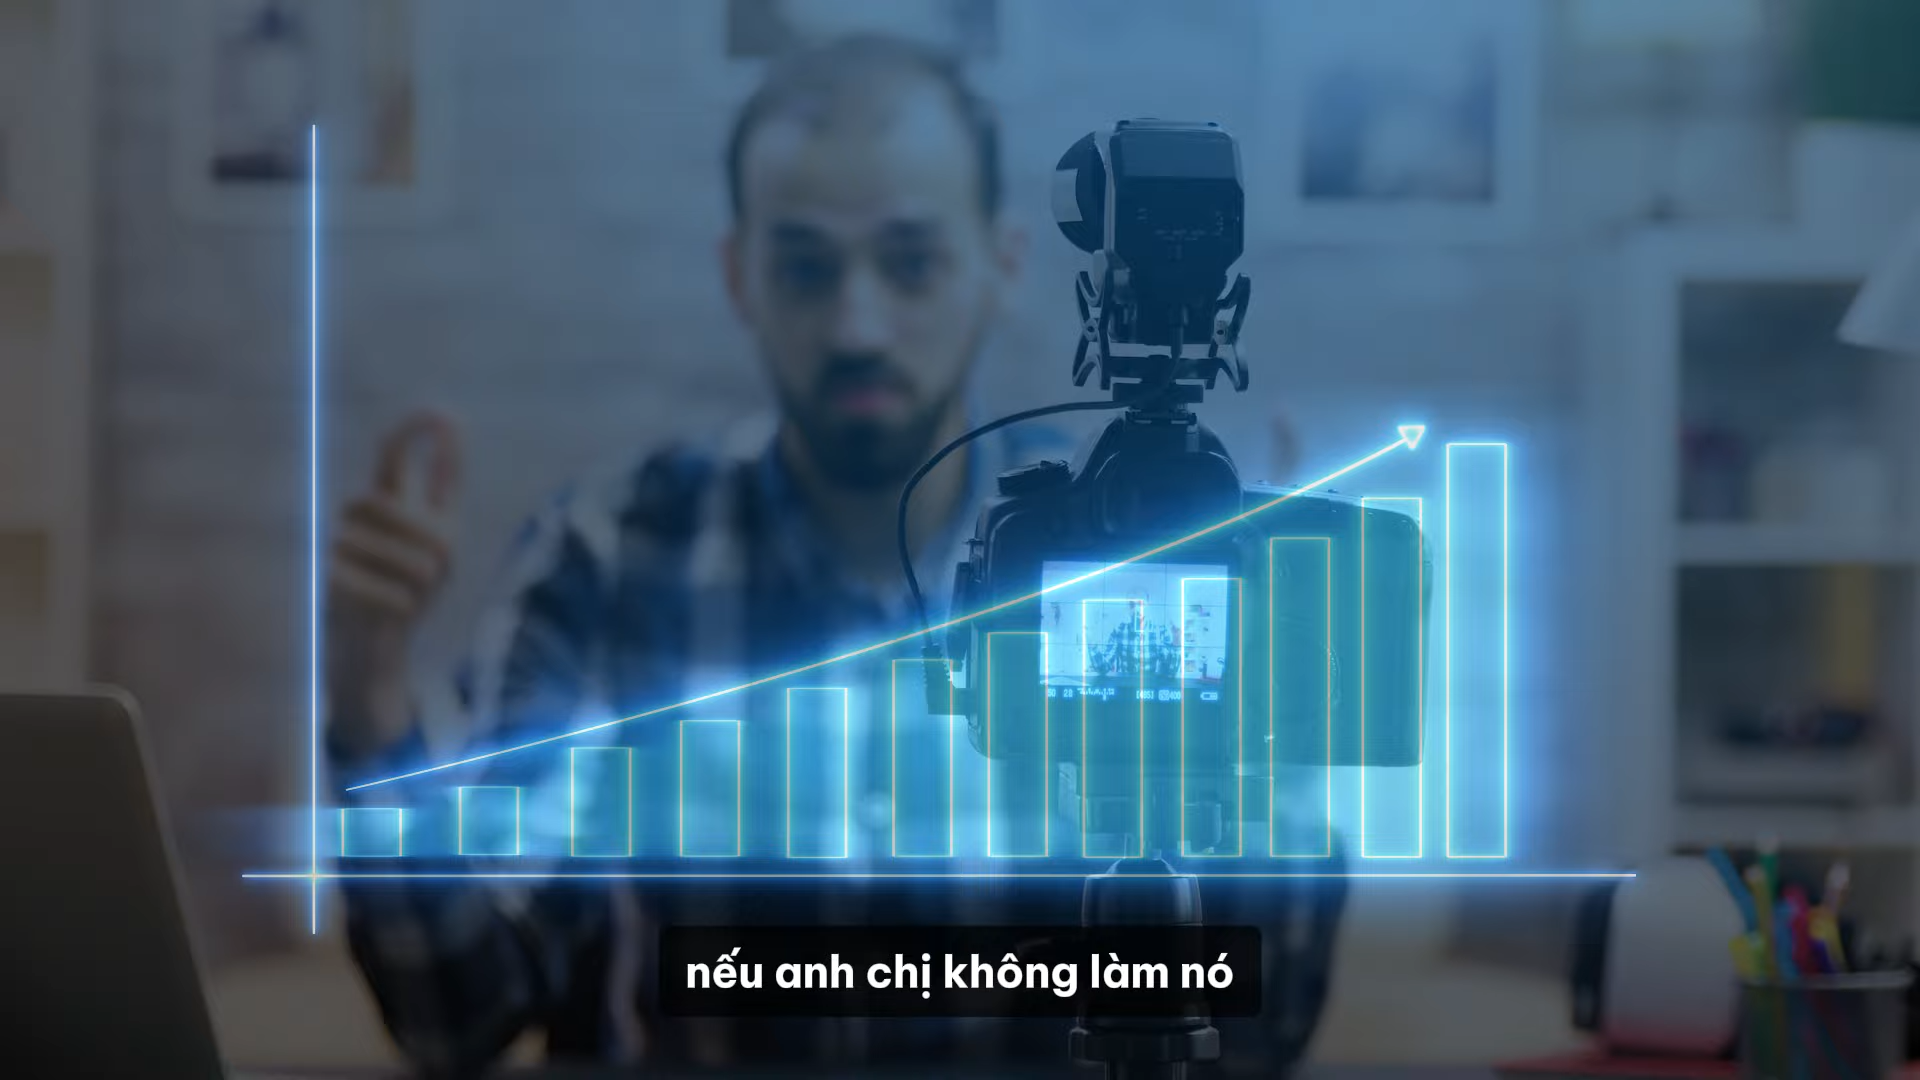 nếu anh chị không làm nó